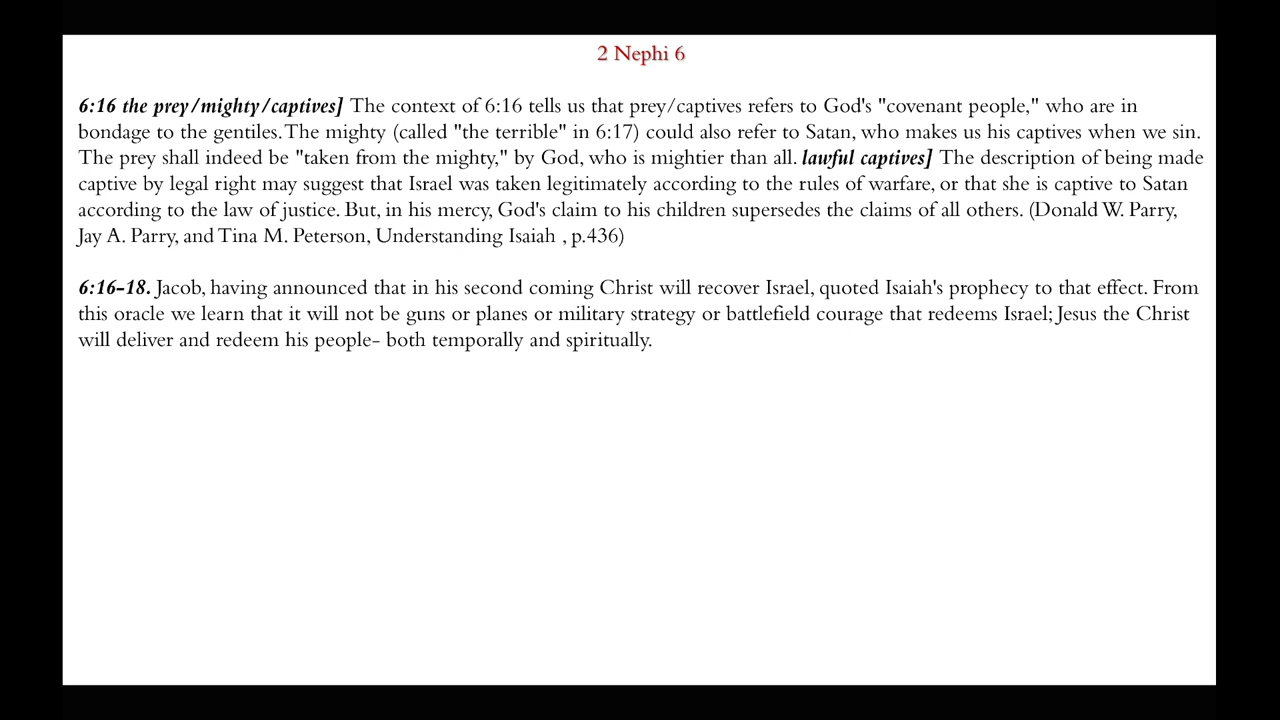 2 Nephi 6
6:16 the prey/mighty/captives] The context of 6:16 tells us that prey/captives refers to God's "covenant people," who are in
bondage to the gentiles. The mighty (called "the terrible" in 6:17) could also refer to Satan, who makes us his captives when we sin.
The prey shall indeed be "taken from the mighty," by God, who is mightier than all. lawful captives] The description of being made
captive by legal right may suggest that Israel was taken legitimately according to the rules of warfare, or that she is captive to Satan
according to the law of justice. But, in his mercy, God's claim to his children supersedes the claims of all others. (Donald W. Parry,
Jay A. Parry, and Tina M. Peterson, Understanding Isaiah , p.436)
6:16-18. Jacob, having announced that in his second coming Christ will recover Israel, quoted Isaiah's prophecy to that effect. From
this oracle we learn that it will not be guns or planes or military strategy or battlefield courage that redeems Israel; Jesus the Christ
will deliver and redeem his people- both temporally and spiritually.